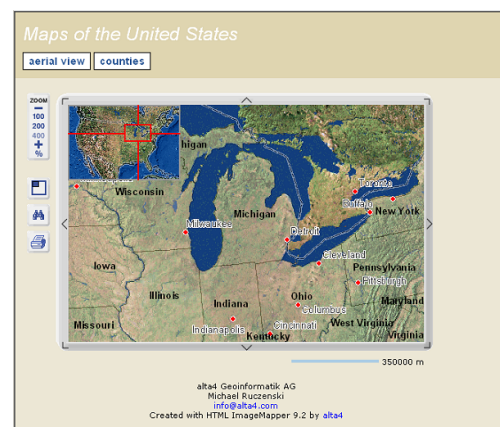 Maps of the United States
aerial view
counties
ZOOM
100
200
400
%
higan
Wisconsin
Toronto
Buffalo
New York
Michigan
Milwaukee
Detroit
Cleveland
Iowa
Pennsylvania
Pittsburgh
Illinois
Indiana
Ohio
Maryland
Columbus
Missouri
Indianapolis
Cincinnati
West Virginia
Kentucky
Virginia
350000 m
alta4 Geoinformatik AG
Michael Ruczenski
info@alta4.com
Created with HTML ImageMapper 9.2 by alta4